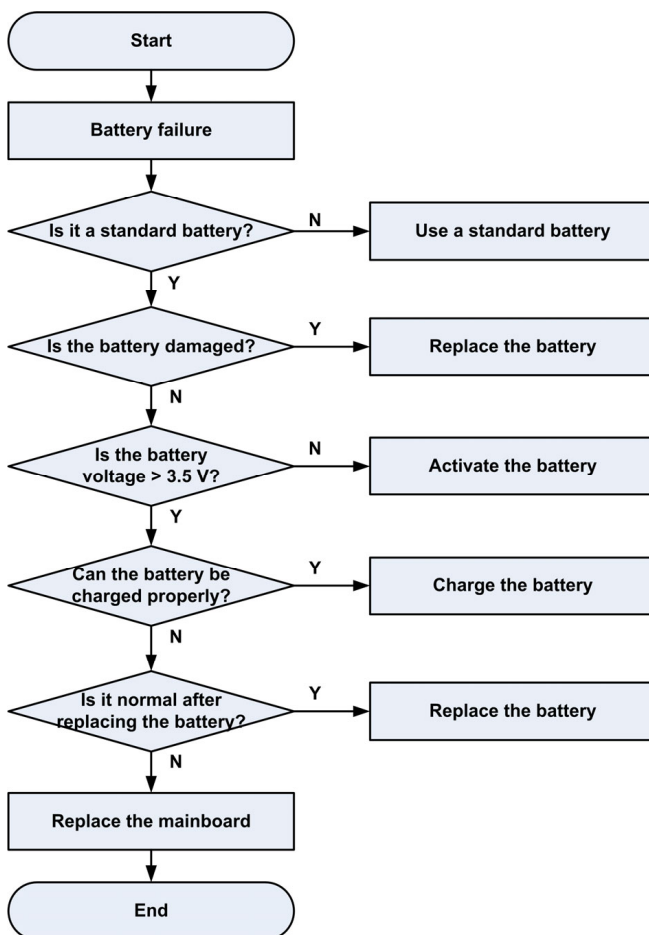 Start
Battery failure
Is it a standard battery?
N
Use a standard battery
Y
Is the battery damaged?
Y
Replace the battery
N
Is the battery
voltage > 3.5 V?
N
Activate the battery
Y
Can the battery be
charged properly?
Y
Charge the battery
N
Is it normal after
replacing the battery?
Y
Replace the battery
N
Replace the mainboard
End